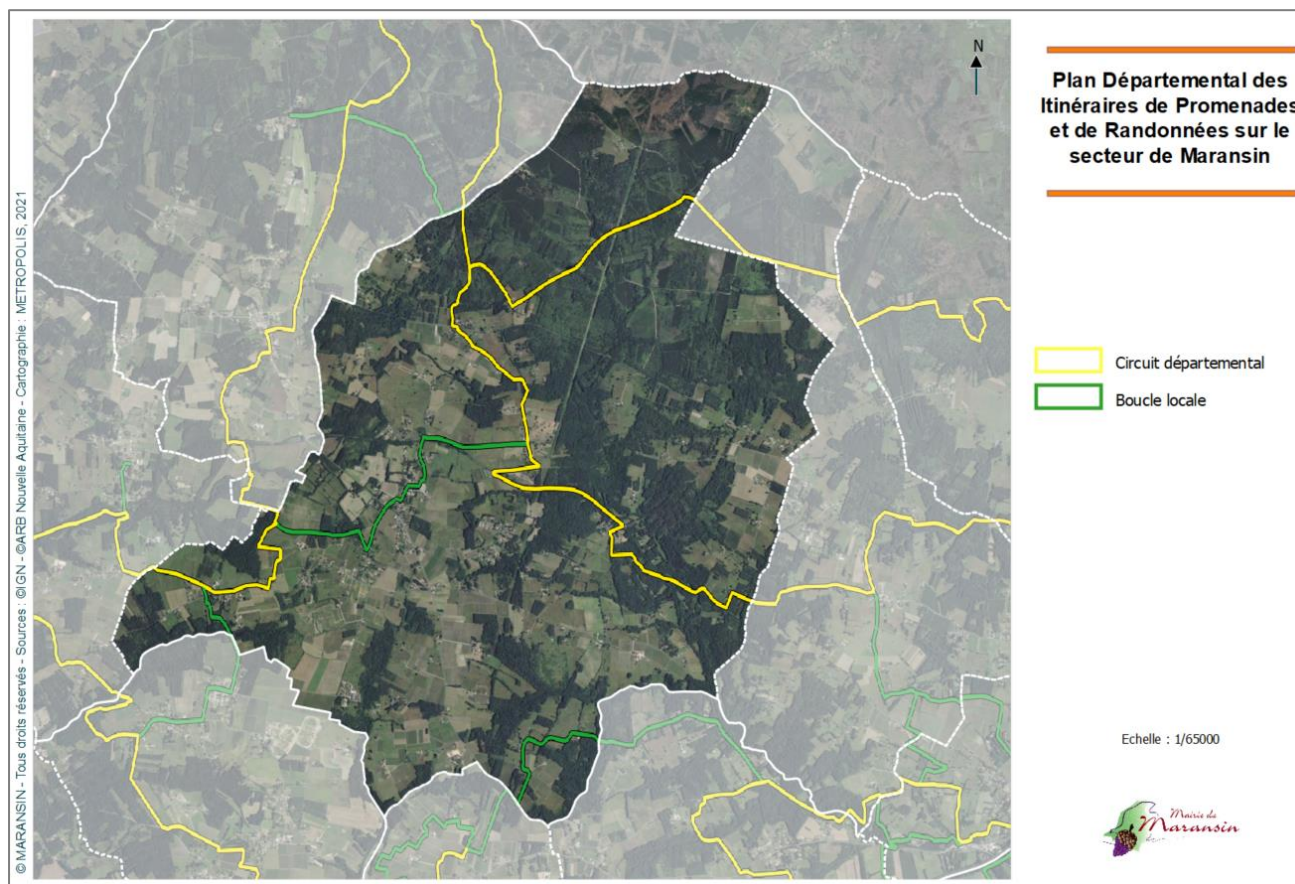 © MARANSIN - Tous droits réservés - Sources : ©IGN - ©ARB Nouvelle Aquitaine - Cartographie : METROPOLIS, 2021
N
Plan Départemental des
Itinéraires de Promenades
et de Randonnées sur le
secteur de Maransin
Circuit départemental
Boucle locale
Echelle : 1/65000
Mairie de
Maransin